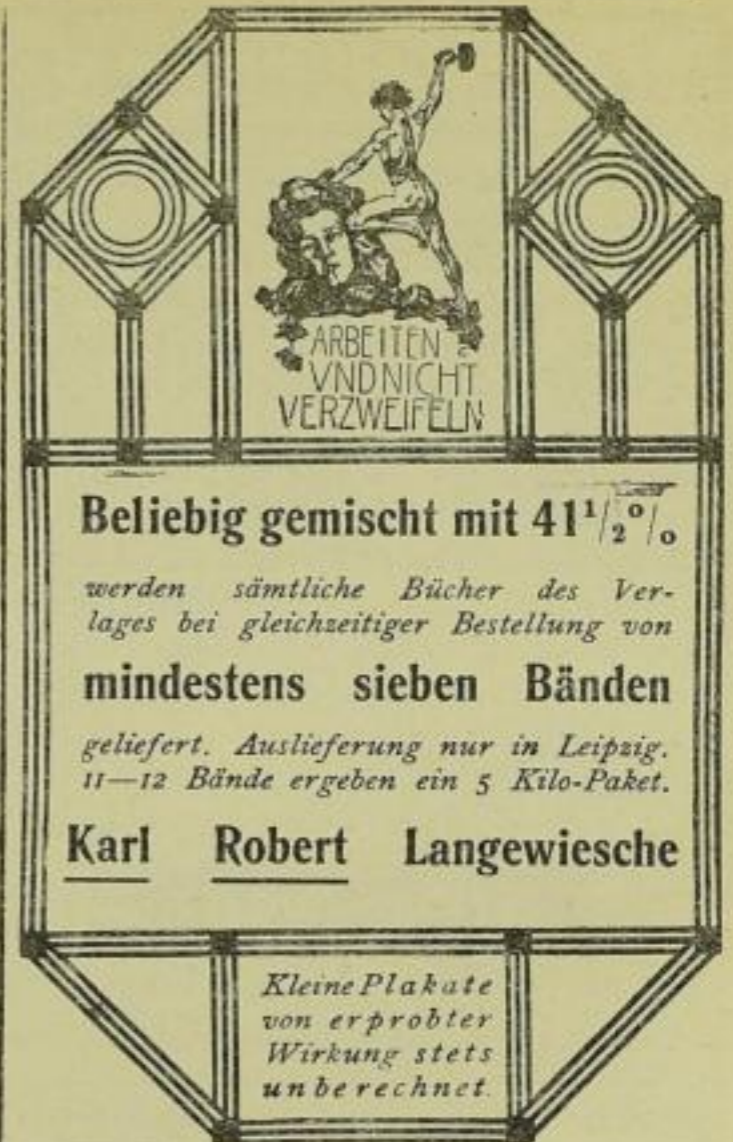 ARBEITEN
VND NICHT
VERZWEIFELN
Beliebig gemischt mit 41½%
werden sämtliche Bücher des Ver-
lages bei gleichzeitiger Bestellung von
mindestens sieben Bänden
geliefert. Auslieferung nur in Leipzig.
11—12 Bände ergeben ein 5 Kilo-Paket.
Karl Robert Langewiesche
Kleine Plakate
von erprobter
Wirkung stets
unberechnet.